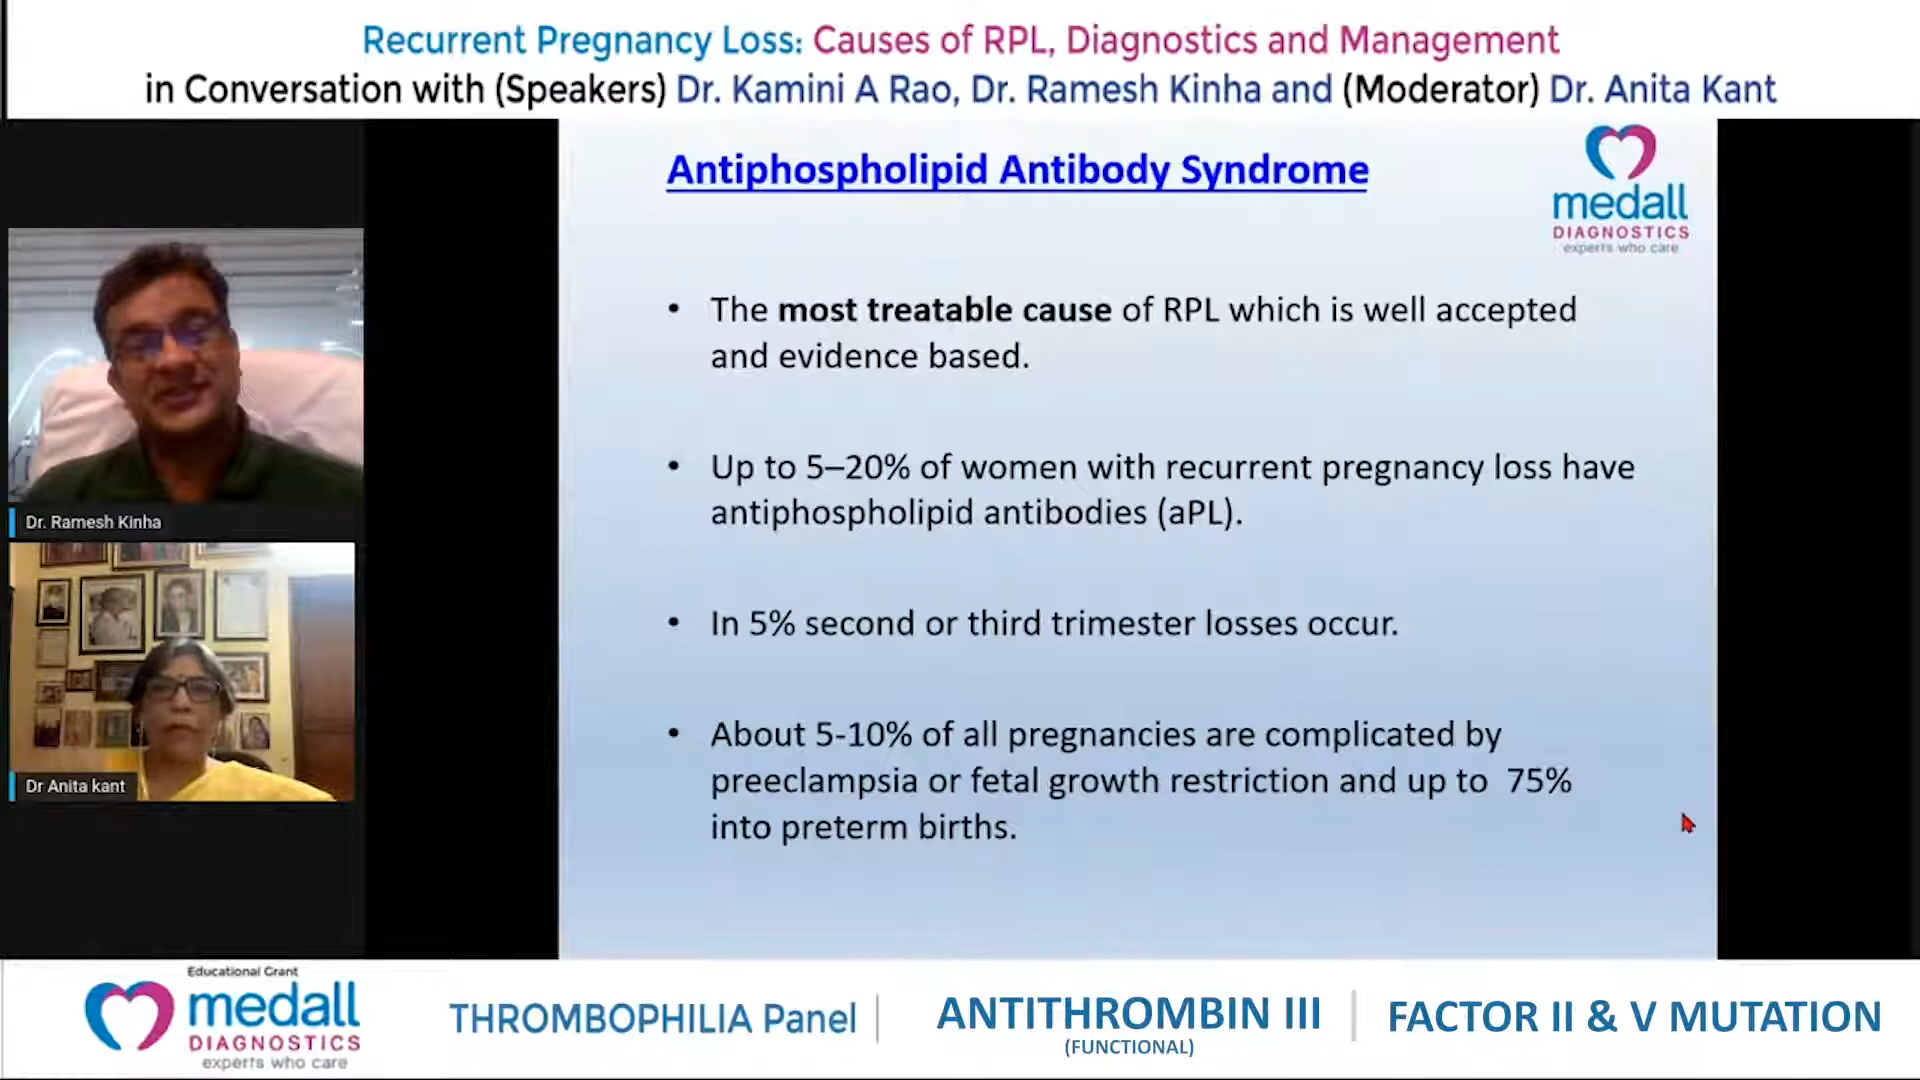 Recurrent Pregnancy Loss: Causes of RPL, Diagnostics and Management
in Conversation with (Speakers) Dr. Kamini A Rao, Dr. Ramesh Kinha and (Moderator) Dr. Anita Kant
Antiphospholipid Antibody Syndrome
medall
DIAGNOSTICS
experts who care
• The most treatable cause of RPL which is well accepted
and evidence based.
• Up to 5–20% of women with recurrent pregnancy loss have
antiphospholipid antibodies (aPL).
• In 5% second or third trimester losses occur.
• About 5-10% of all pregnancies are complicated by
preeclampsia or fetal growth restriction and up to 75%
into preterm births.
Dr. Ramesh Kinha
Dr Anita kant
Educational Grant
medall
DIAGNOSTICS
experts who care
THROMBOPHILIA Panel
ANTITHROMBIN III
(FUNCTIONAL)
FACTOR II & V MUTATION